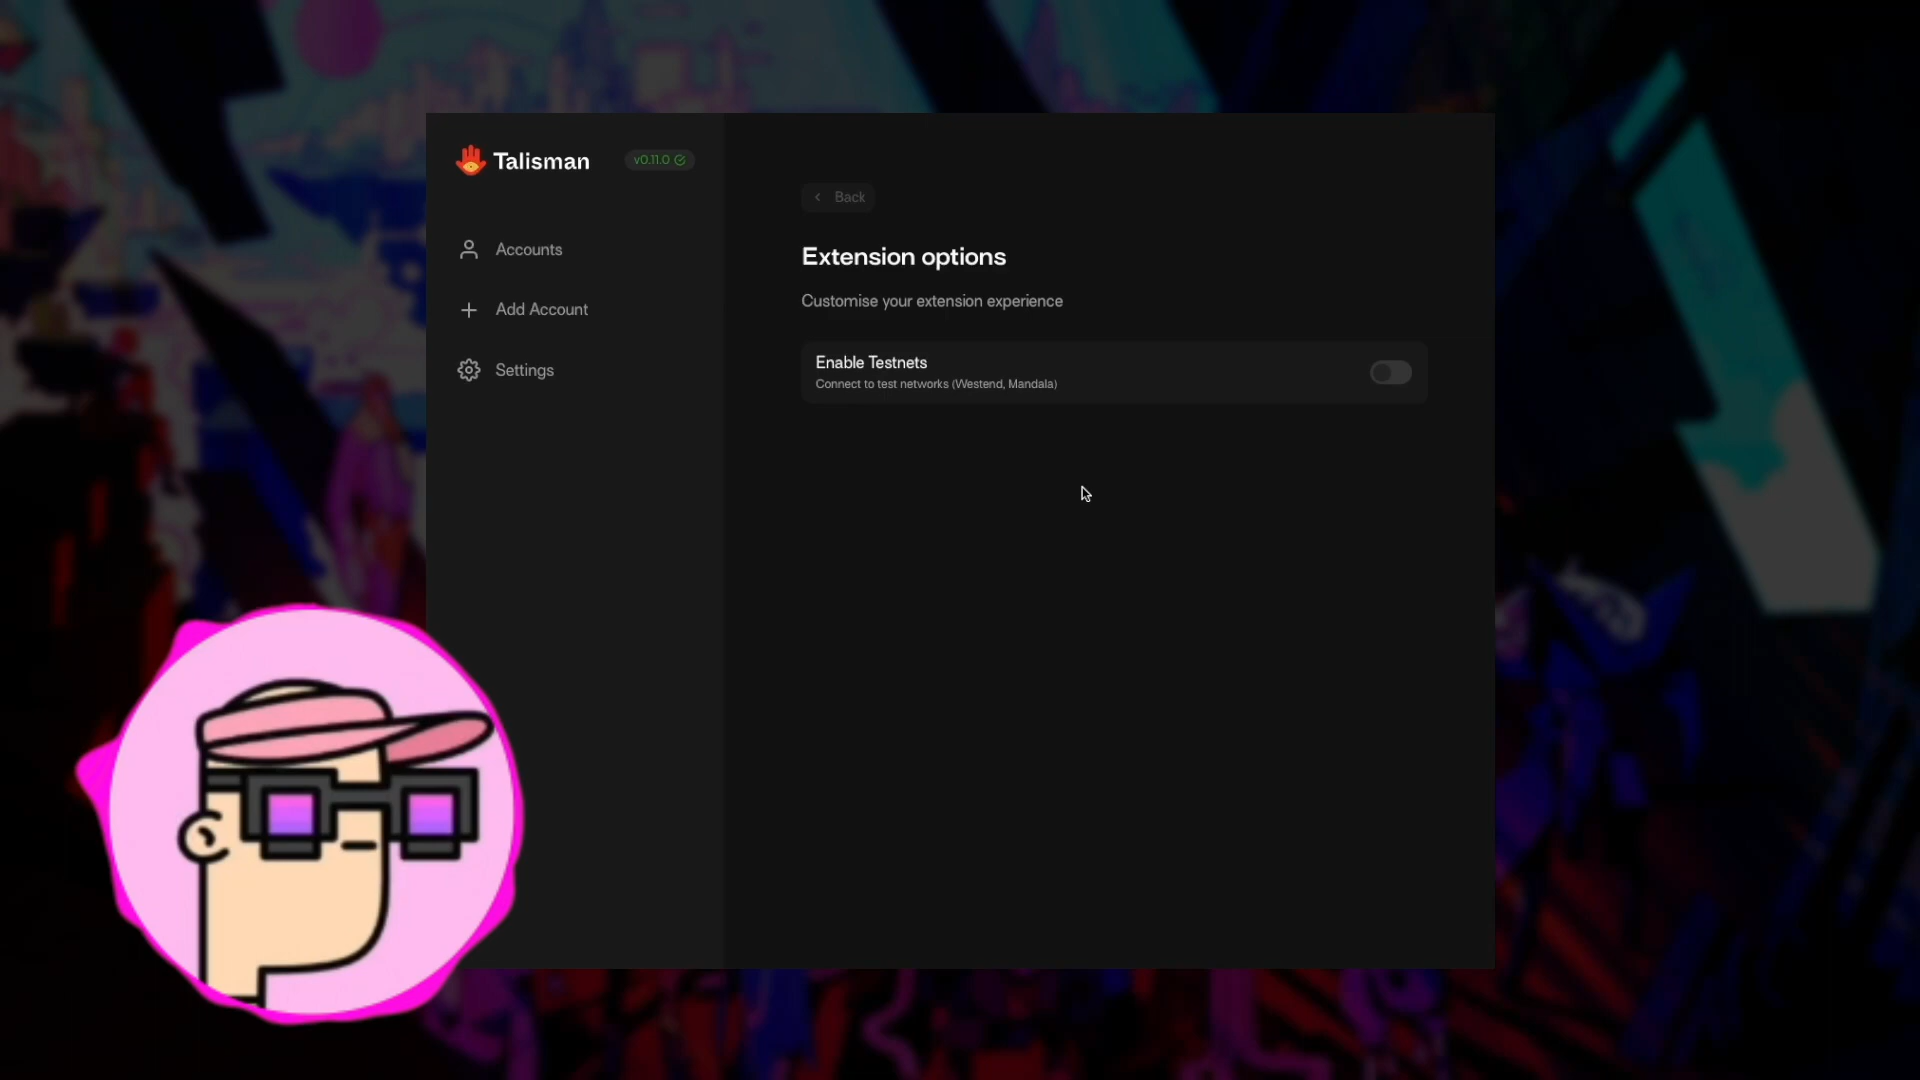 Talisman
v0.11.0
Accounts
Add Account
Settings
Back
Extension options
Customise your extension experience
Enable Testnets
Connect to test networks (Westend, Mandala)